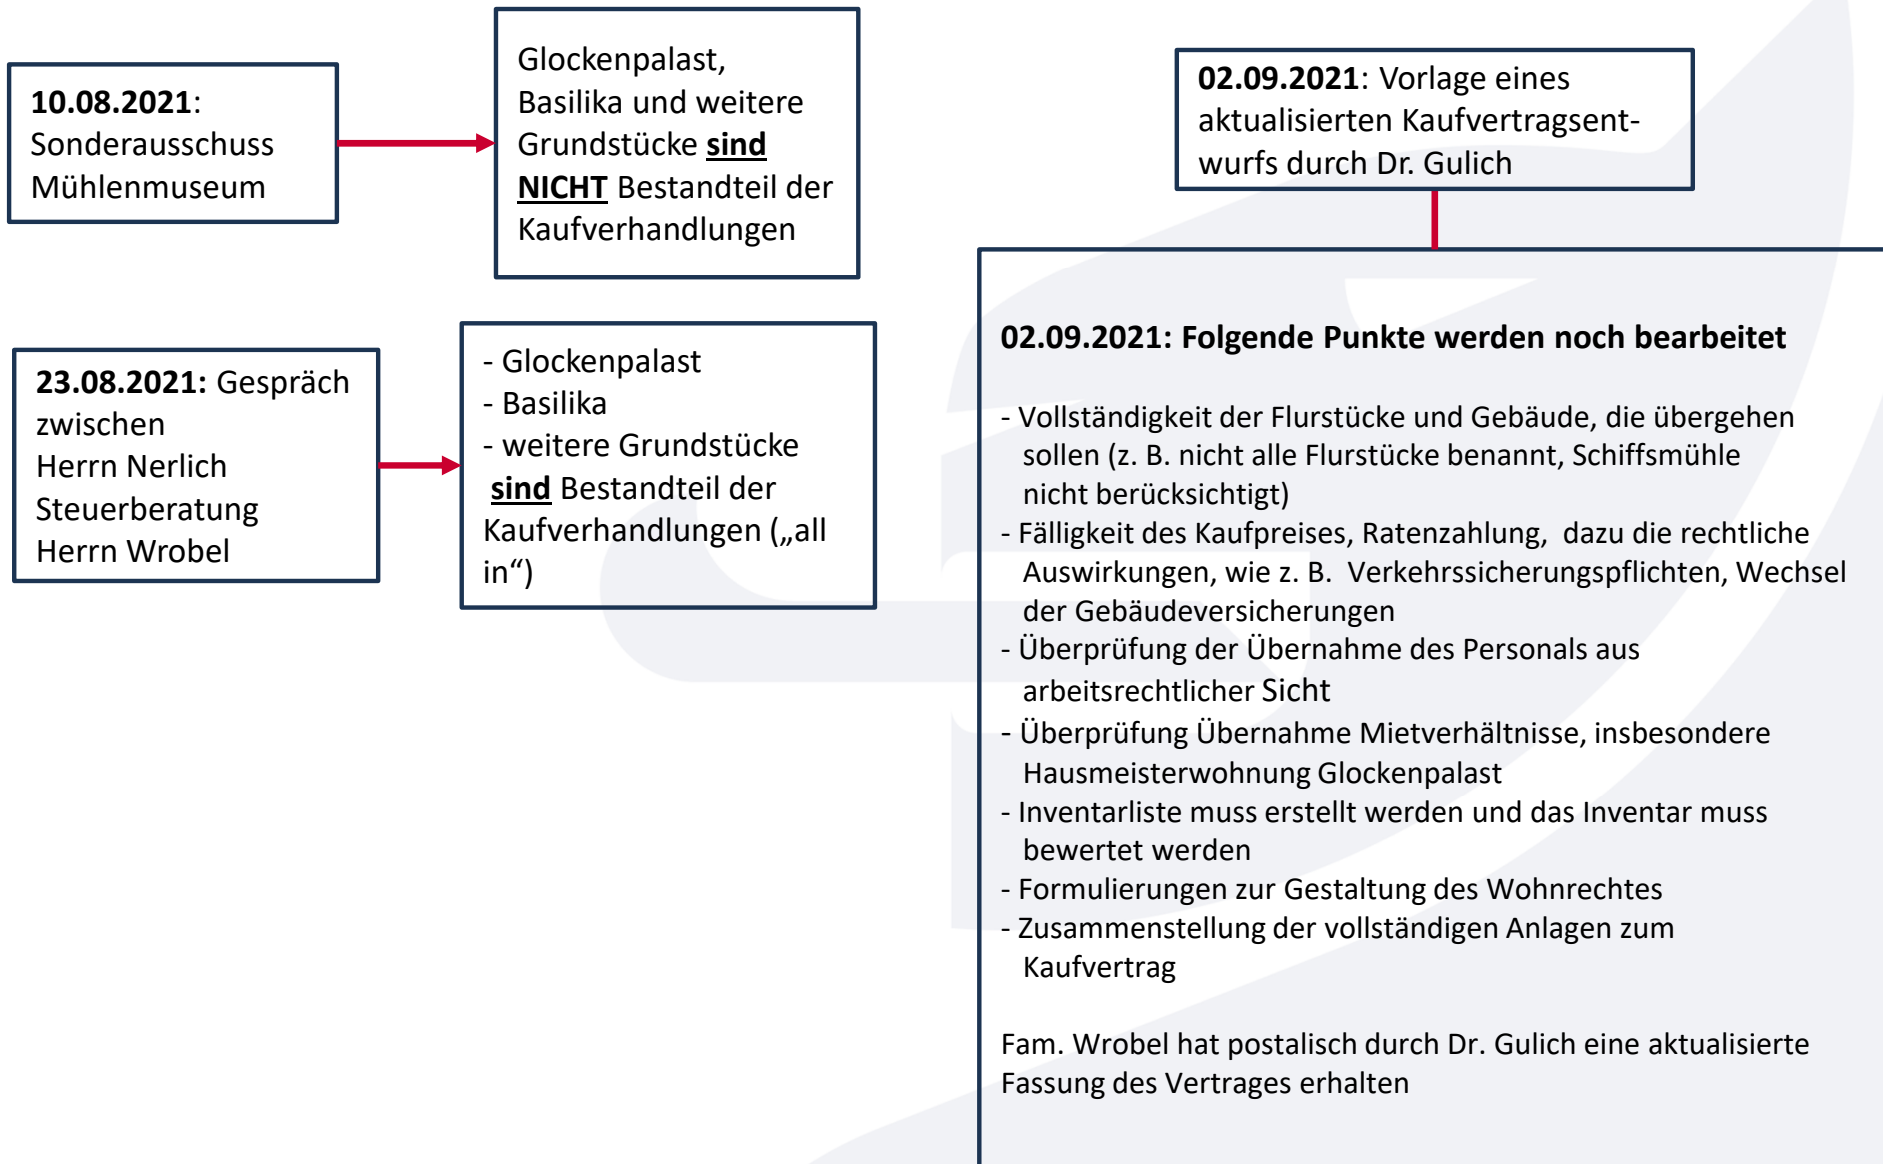 10.08.2021:
Sonderausschuss
Mühlenmuseum
Glockenpalast,
Basilika und weitere
Grundstücke sind
NICHT Bestandteil der
Kaufverhandlungen
23.08.2021: Gespräch
zwischen
Herrn Nerlich
Steuerberatung
Herrn Wrobel
- Glockenpalast
- Basilika
- weitere Grundstücke
sind Bestandteil der
Kaufverhandlungen („all
in“)
02.09.2021: Vorlage eines
aktualisierten Kaufvertragsent-
wurfs durch Dr. Gulich
02.09.2021: Folgende Punkte werden noch bearbeitet
- Vollständigkeit der Flurstücke und Gebäude, die übergehen
sollen (z. B. nicht alle Flurstücke benannt, Schiffsmühle
nicht berücksichtigt)
- Fälligkeit des Kaufpreises, Ratenzahlung, dazu die rechtliche
Auswirkungen, wie z. B. Verkehrssicherungspflichten, Wechsel
der Gebäudeversicherungen
- Überprüfung der Übernahme des Personals aus
arbeitsrechtlicher Sicht
- Überprüfung Übernahme Mietverhältnisse, insbesondere
Hausmeisterwohnung Glockenpalast
- Inventarliste muss erstellt werden und das Inventar muss
bewertet werden
- Formulierungen zur Gestaltung des Wohnrechtes
- Zusammenstellung der vollständigen Anlagen zum
Kaufvertrag
Fam. Wrobel hat postalisch durch Dr. Gulich eine aktualisierte
Fassung des Vertrages erhalten